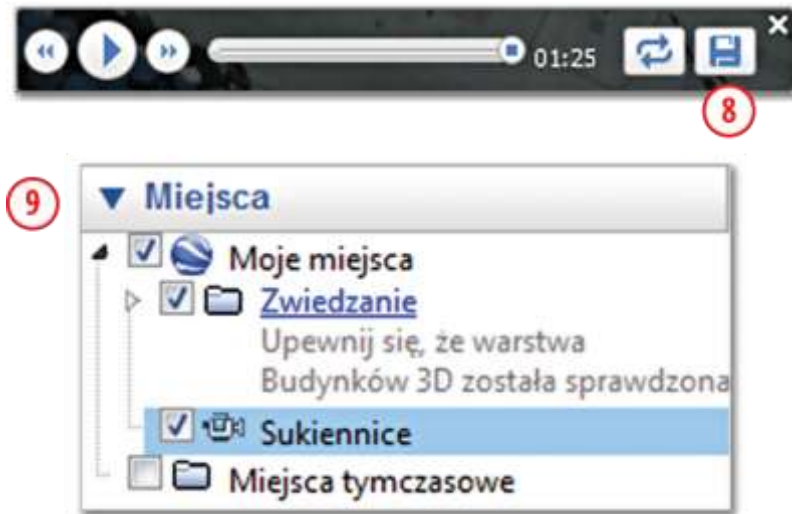 01:25
8
9
Miejsca
Moje miejsca
Zwiedzanie
Upewnij się, że warstwa
Budynków 3D została sprawdzona
Sukiennice
Miejsca tymczasowe